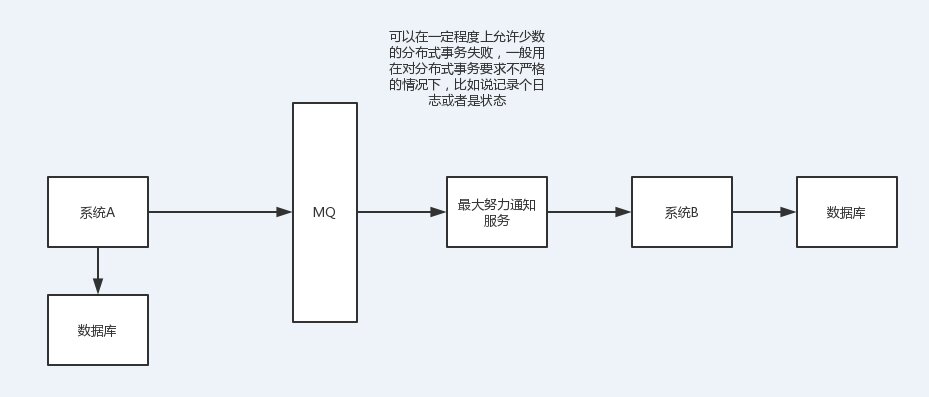 可以在一定程度上允许少数
的分布式事务失败，一般用
在对分布式事务要求不严格
的情况下，比如说记录个日
志或者是状态
系统A
MQ
最大努力通知
服务
系统B
数据库
数据库